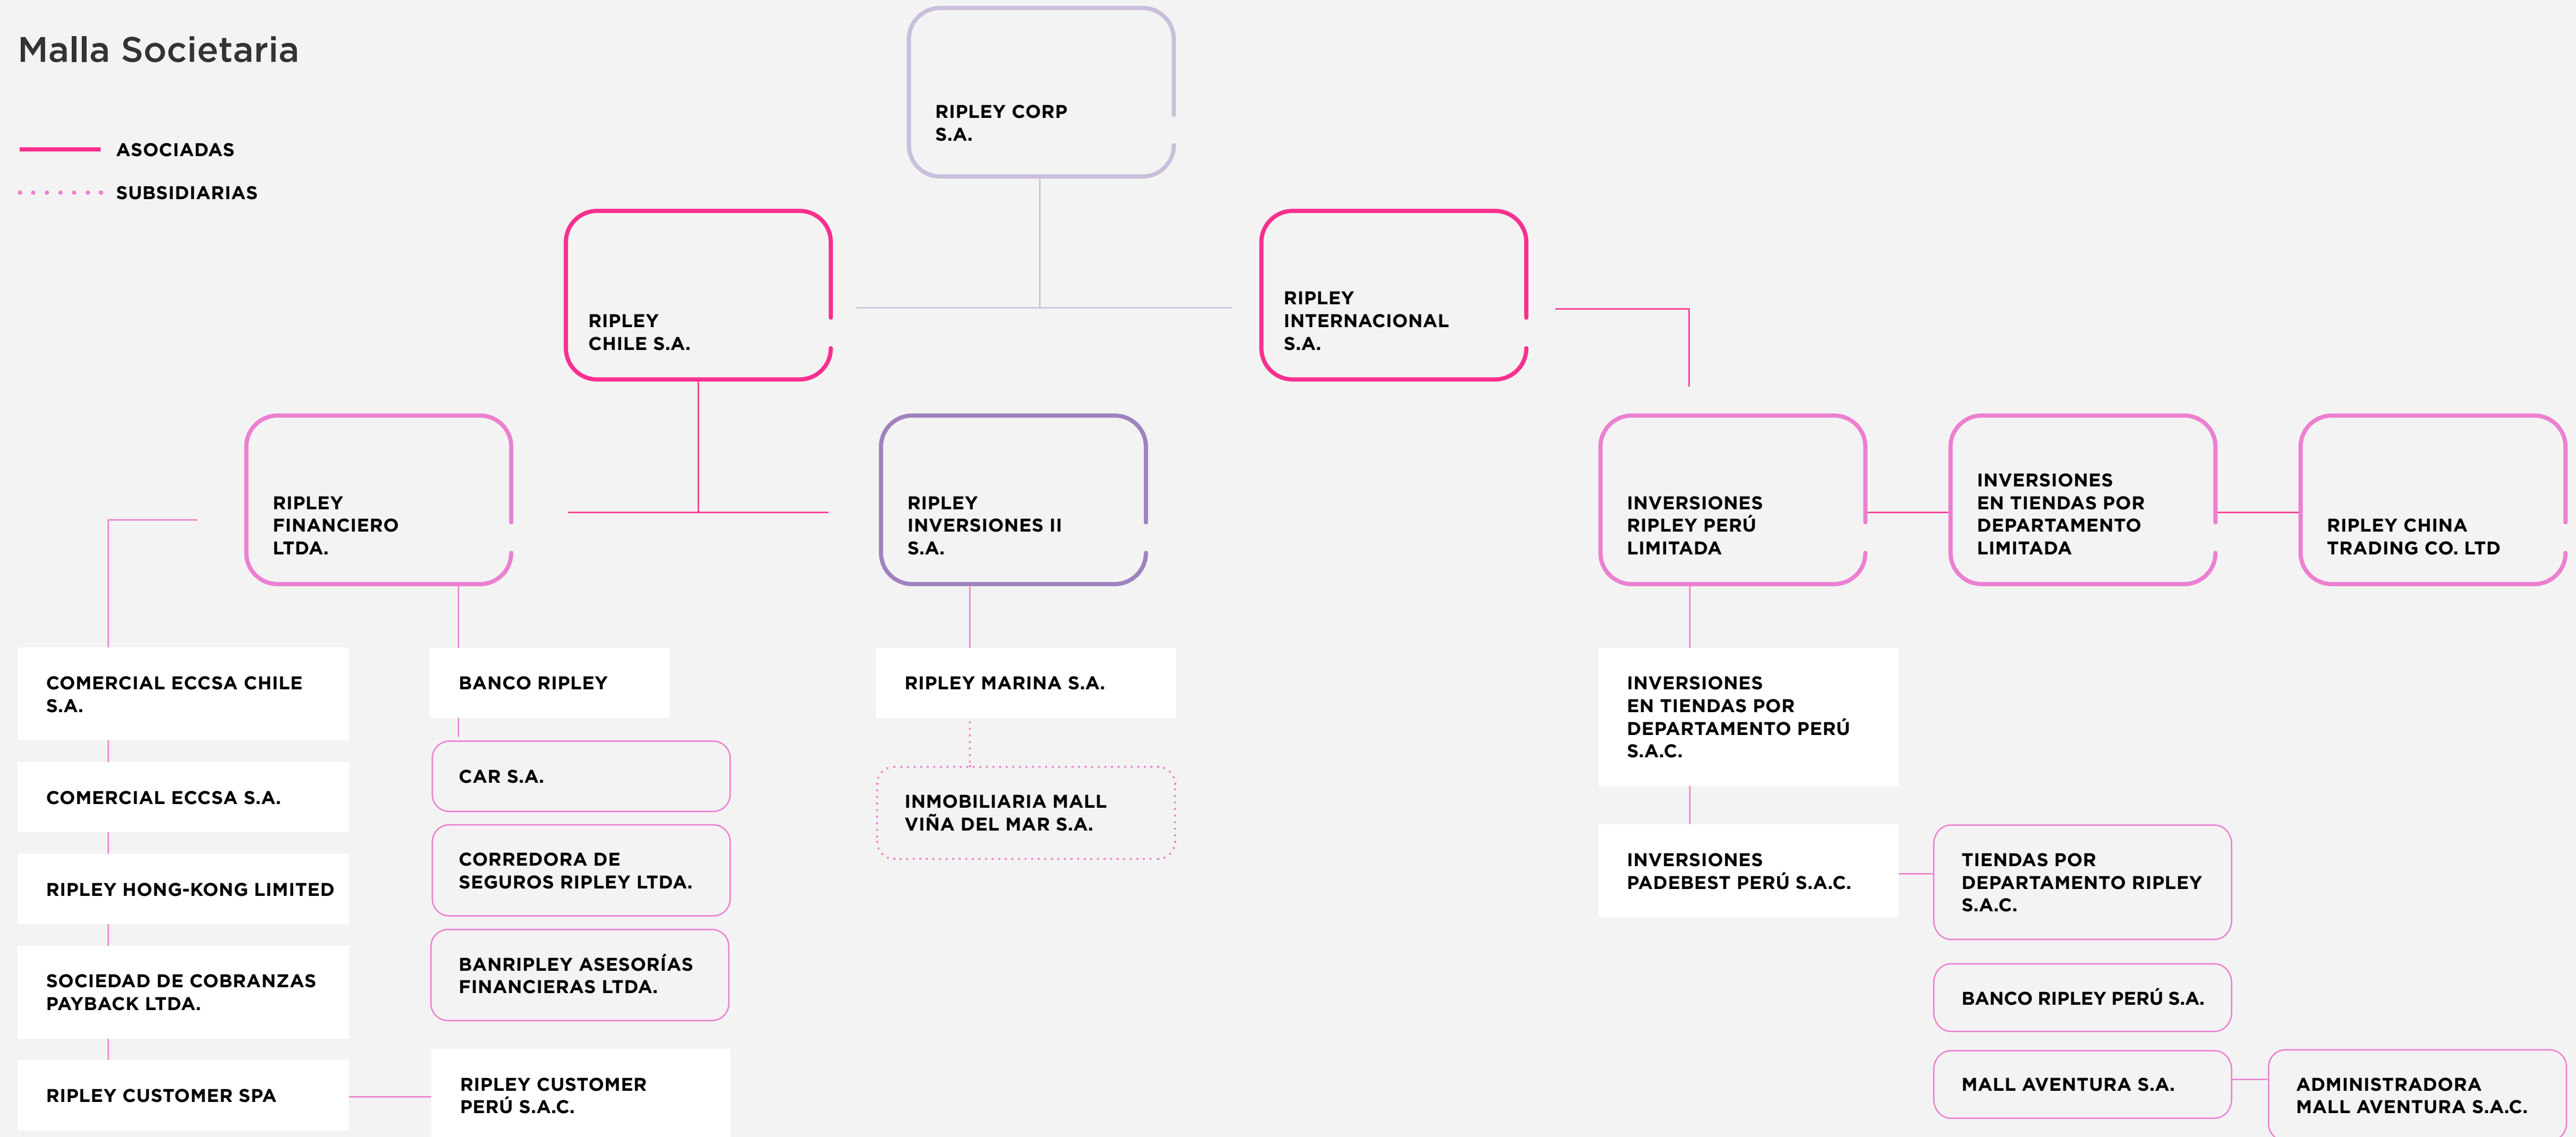 Malla Societaria
ASOCIADAS
SUBSIDIARIAS
RIPLEY CORP
S.A.
RIPLEY
CHILE S.A.
RIPLEY
INTERNACIONAL
S.A.
RIPLEY
FINANCIERO
LTDA.
RIPLEY
INVERSIONES II
S.A.
INVERSIONES
RIPLEY PERÚ
LIMITADA
INVERSIONES
EN TIENDAS POR
DEPARTAMENTO
LIMITADA
RIPLEY CHINA
TRADING CO. LTD
COMERCIAL ECCSA CHILE
S.A.
COMERCIAL ECCSA S.A.
RIPLEY HONG-KONG LIMITED
SOCIEDAD DE COBRANZAS
PAYBACK LTDA.
RIPLEY CUSTOMER SPA
BANCO RIPLEY
CAR S.A.
CORREDORA DE
SEGUROS RIPLEY LTDA.
BANRIPLEY ASESORÍAS
FINANCIERAS LTDA.
RIPLEY CUSTOMER
PERÚ S.A.C.
RIPLEY MARINA S.A.
INMOBILIARIA MALL
VIÑA DEL MAR S.A.
INVERSIONES
EN TIENDAS POR
DEPARTAMENTO PERÚ
S.A.C.
INVERSIONES
PADEBEST PERÚ S.A.C.
TIENDAS POR
DEPARTAMENTO RIPLEY
S.A.C.
BANCO RIPLEY PERÚ S.A.
MALL AVENTURA S.A.
ADMINISTRADORA
MALL AVENTURA S.A.C.